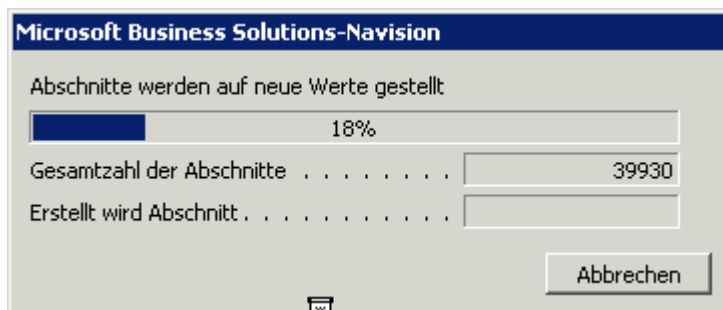 Microsoft Business Solutions-Navision
Abschnitte werden auf neue Werte gestellt
18%
Gesamtzahl der Abschnitte . . . . . . . . 39930
Erstellt wird Abschnitt . . . . . . . . . . .
Abbrechen